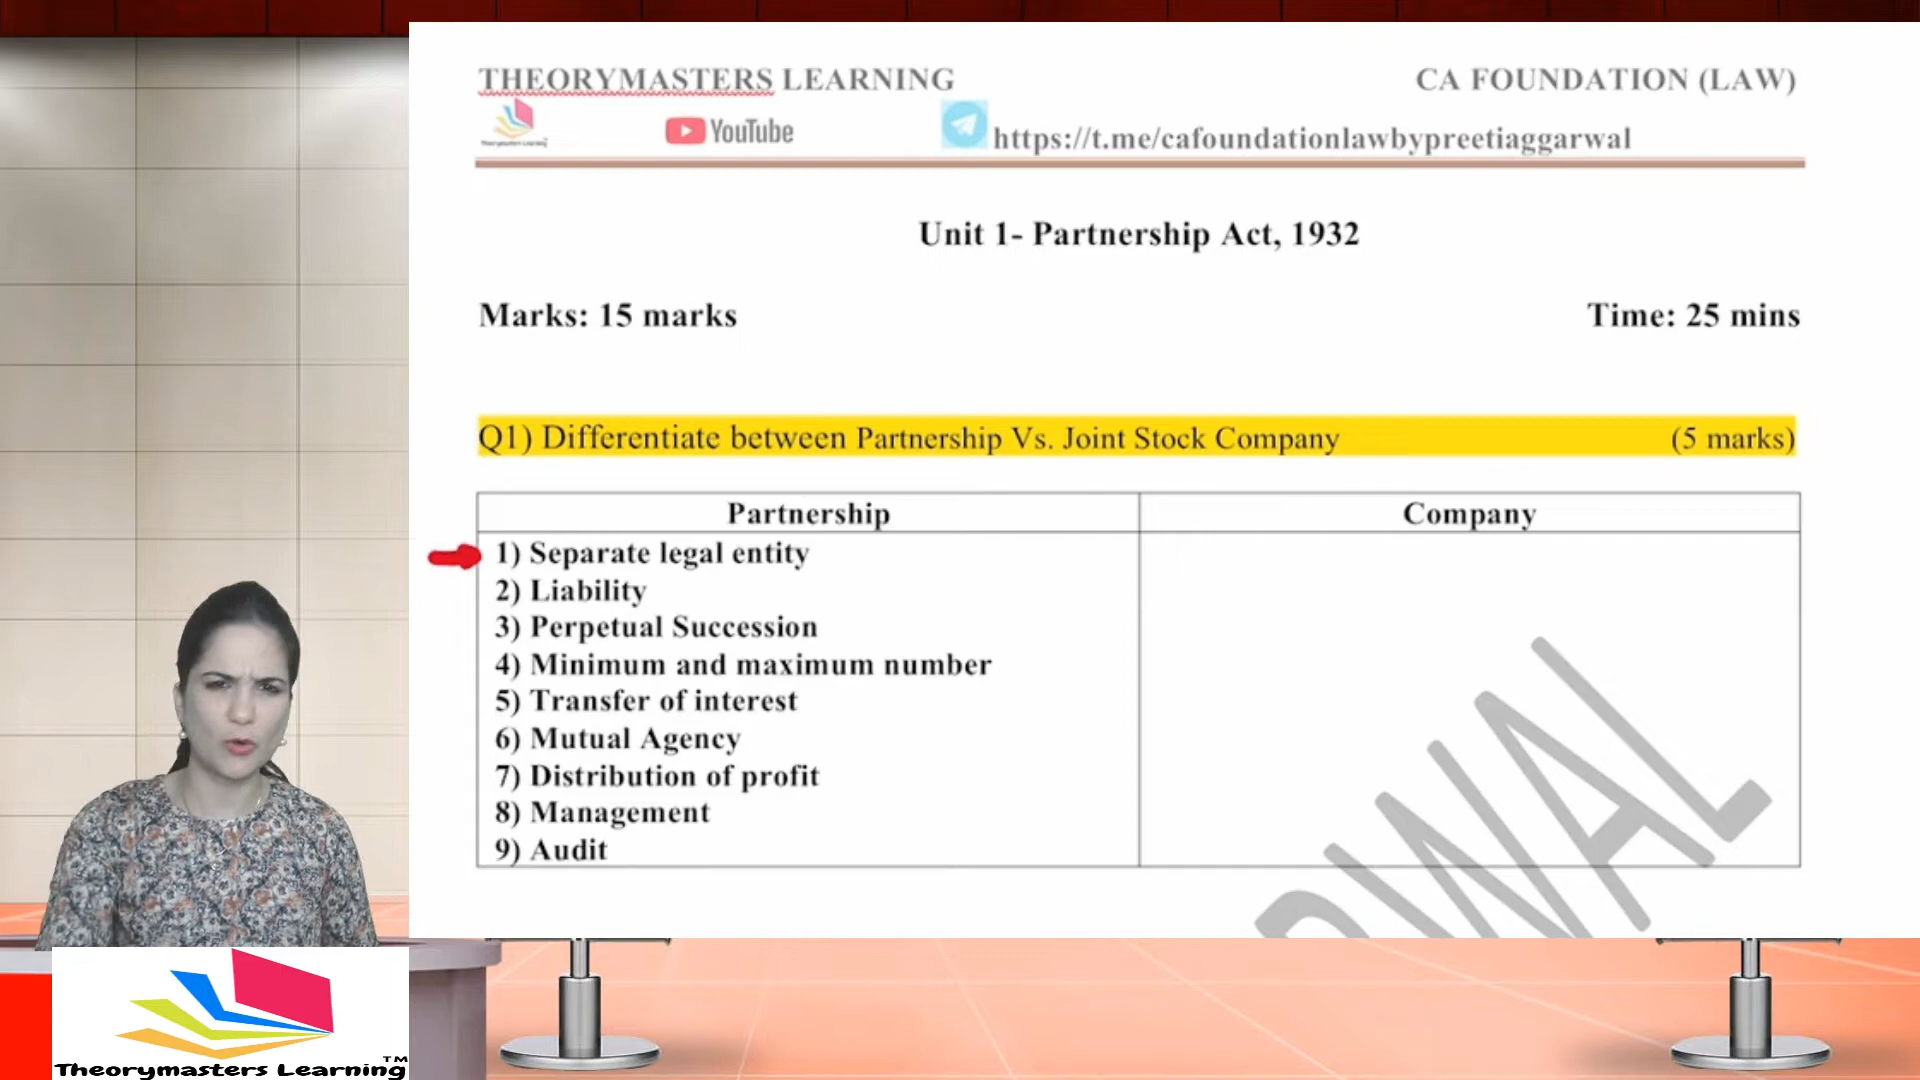 THEORYMASTERS LEARNING CA FOUNDATION (LAW)
Theorymasters Learning YouTube https://t.me/cafoundationlawbypreetiaggarwal
Unit 1- Partnership Act, 1932
Marks: 15 marks Time: 25 mins
Q1) Differentiate between Partnership Vs. Joint Stock Company (5 marks)
Partnership Company
1) Separate legal entity
2) Liability
3) Perpetual Succession
4) Minimum and maximum number
5) Transfer of interest
6) Mutual Agency
7) Distribution of profit
8) Management
9) Audit
RWAL
Theorymasters Learning™